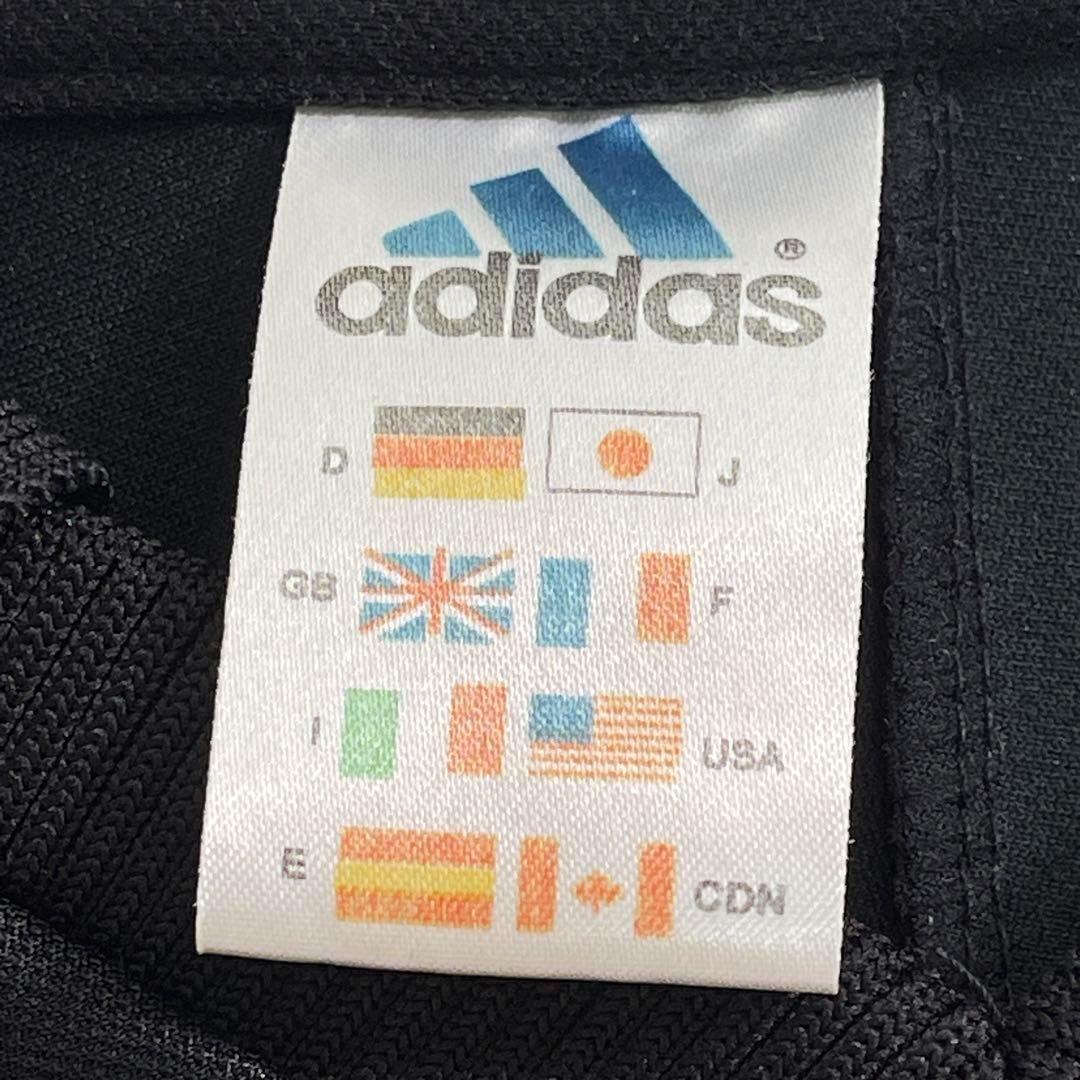 adidas®
D J
GB F
I USA
E CDN